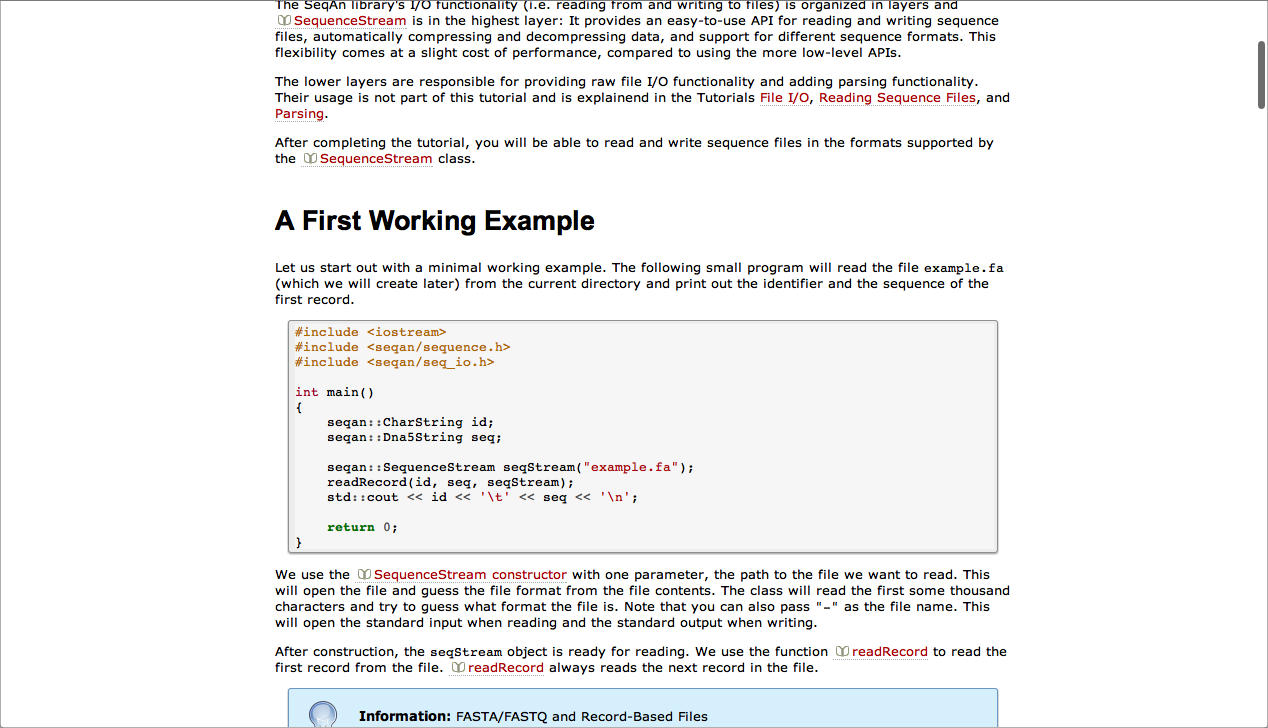 The SeqAn library's I/O functionality (i.e. reading from and writing to files) is organized in layers and
SequenceStream is in the highest layer: It provides an easy-to-use API for reading and writing sequence
files, automatically compressing and decompressing data, and support for different sequence formats. This
flexibility comes at a slight cost of performance, compared to using the more low-level APIs.
The lower layers are responsible for providing raw file I/O functionality and adding parsing functionality.
Their usage is not part of this tutorial and is explainend in the Tutorials File I/O, Reading Sequence Files, and
Parsing.
After completing the tutorial, you will be able to read and write sequence files in the formats supported by
the SequenceStream class.
A First Working Example
Let us start out with a minimal working example. The following small program will read the file example.fa
(which we will create later) from the current directory and print out the identifier and the sequence of the
first record.
#include <iostream>
#include <seqan/sequence.h>
#include <seqan/seq_io.h>
int main()
{
    seqan::CharString id;
    seqan::Dna5String seq;
    seqan::SequenceStream seqStream("example.fa");
    readRecord(id, seq, seqStream);
    std::cout << id << '\t' << seq << '\n';
    return 0;
}
We use the SequenceStream constructor with one parameter, the path to the file we want to read. This
will open the file and guess the file format from the file contents. The class will read the first some thousand
characters and try to guess what format the file is. Note that you can also pass "-" as the file name. This
will open the standard input when reading and the standard output when writing.
After construction, the seqStream object is ready for reading. We use the function readRecord to read the
first record from the file. readRecord always reads the next record in the file.
Information: FASTA/FASTQ and Record-Based Files